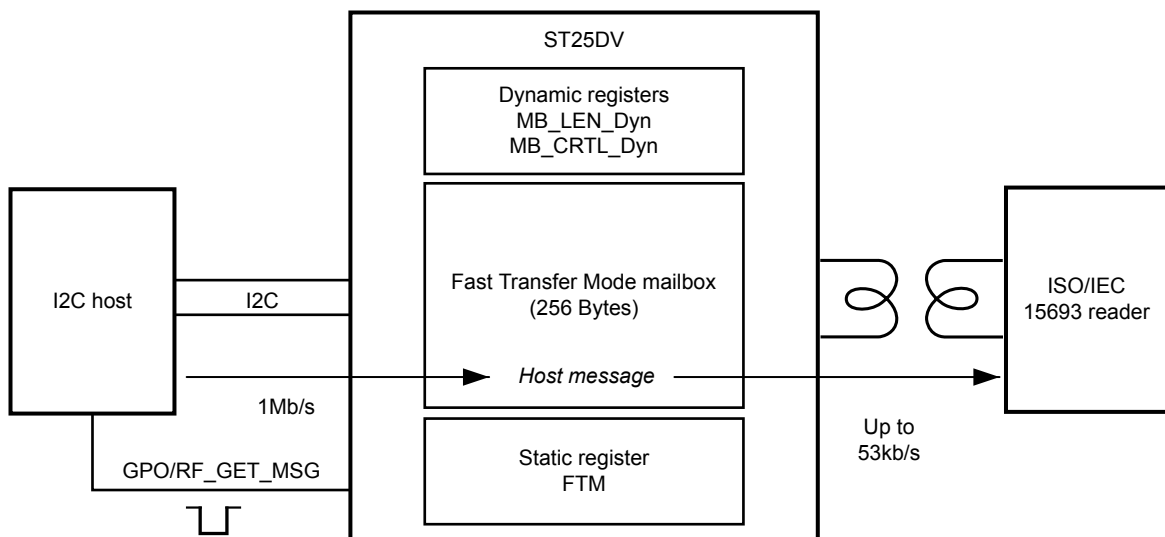 ST25DV
Dynamic registers
MB_LEN_Dyn
MB_CRTL_Dyn
I2C host
I2C
Fast Transfer Mode mailbox
(256 Bytes)
ISO/IEC
15693 reader
Host message
1Mb/s
Up to
53kb/s
GPO/RF_GET_MSG
Static register
FTM